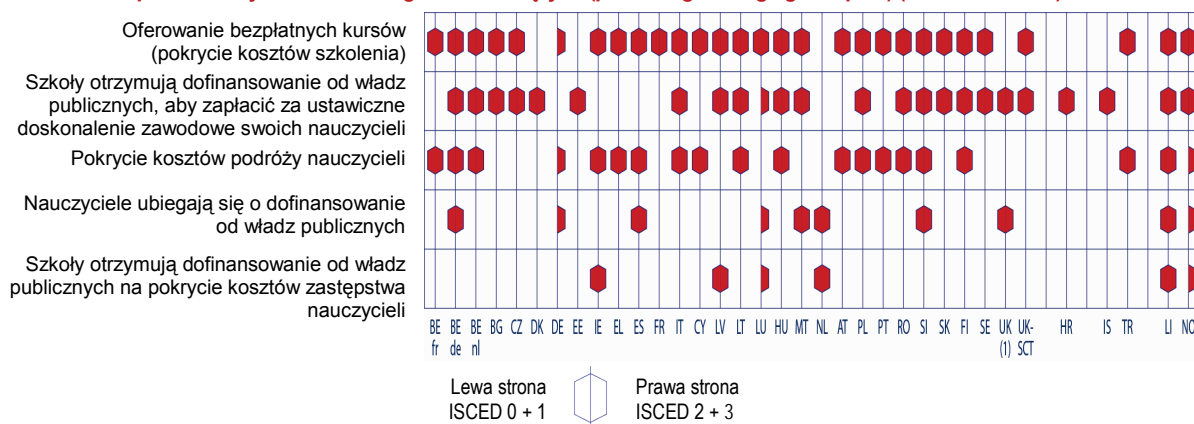 Oferowanie bezpłatnych kursów
(pokrycie kosztów szkolenia)
Szkoły otrzymują dofinansowanie od władz
publicznych, aby zapłacić za ustawiczne
doskonalenie zawodowe swoich nauczycieli
Pokrycie kosztów podróży nauczycieli
Nauczyciele ubiegają się o dofinansowanie
od władz publicznych
Szkoły otrzymują dofinansowanie od władz
publicznych na pokrycie kosztów zastępstwa
nauczycieli
BE BE BE BG CZ DK DE EE IE EL ES FR IT CY LV LT LU HU MT NL AT PL PT RO SI SK FI SE UK UK- HR IS TR LI NO
fr de nl (1) SCT
Lewa strona Prawa strona
ISCED 0 + 1 ISCED 2 + 3